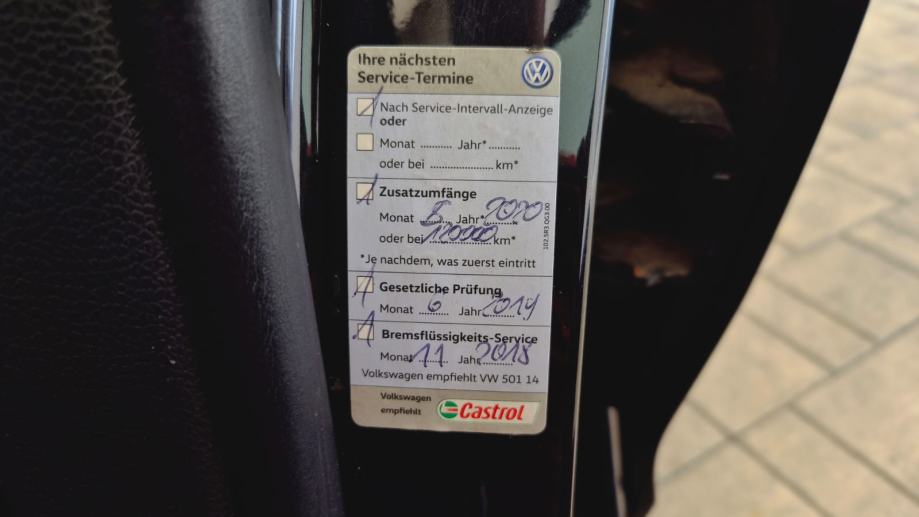 Ihre nächsten
Service-Termine
Nach Service-Intervall-Anzeige
oder
Monat ........... Jahr*...........
oder bei ...................... km*
Zusatzumfänge
Monat 5 Jahr* 2020
oder bei 120000 km*
*Je nachdem, was zuerst eintritt
Gesetzliche Prüfung
Monat 6 Jahr 2019
Bremsflüssigkeits-Service
Monat 11 Jahr 2018
Volkswagen empfiehlt VW 501 14
Volkswagen
empfiehlt
Castrol